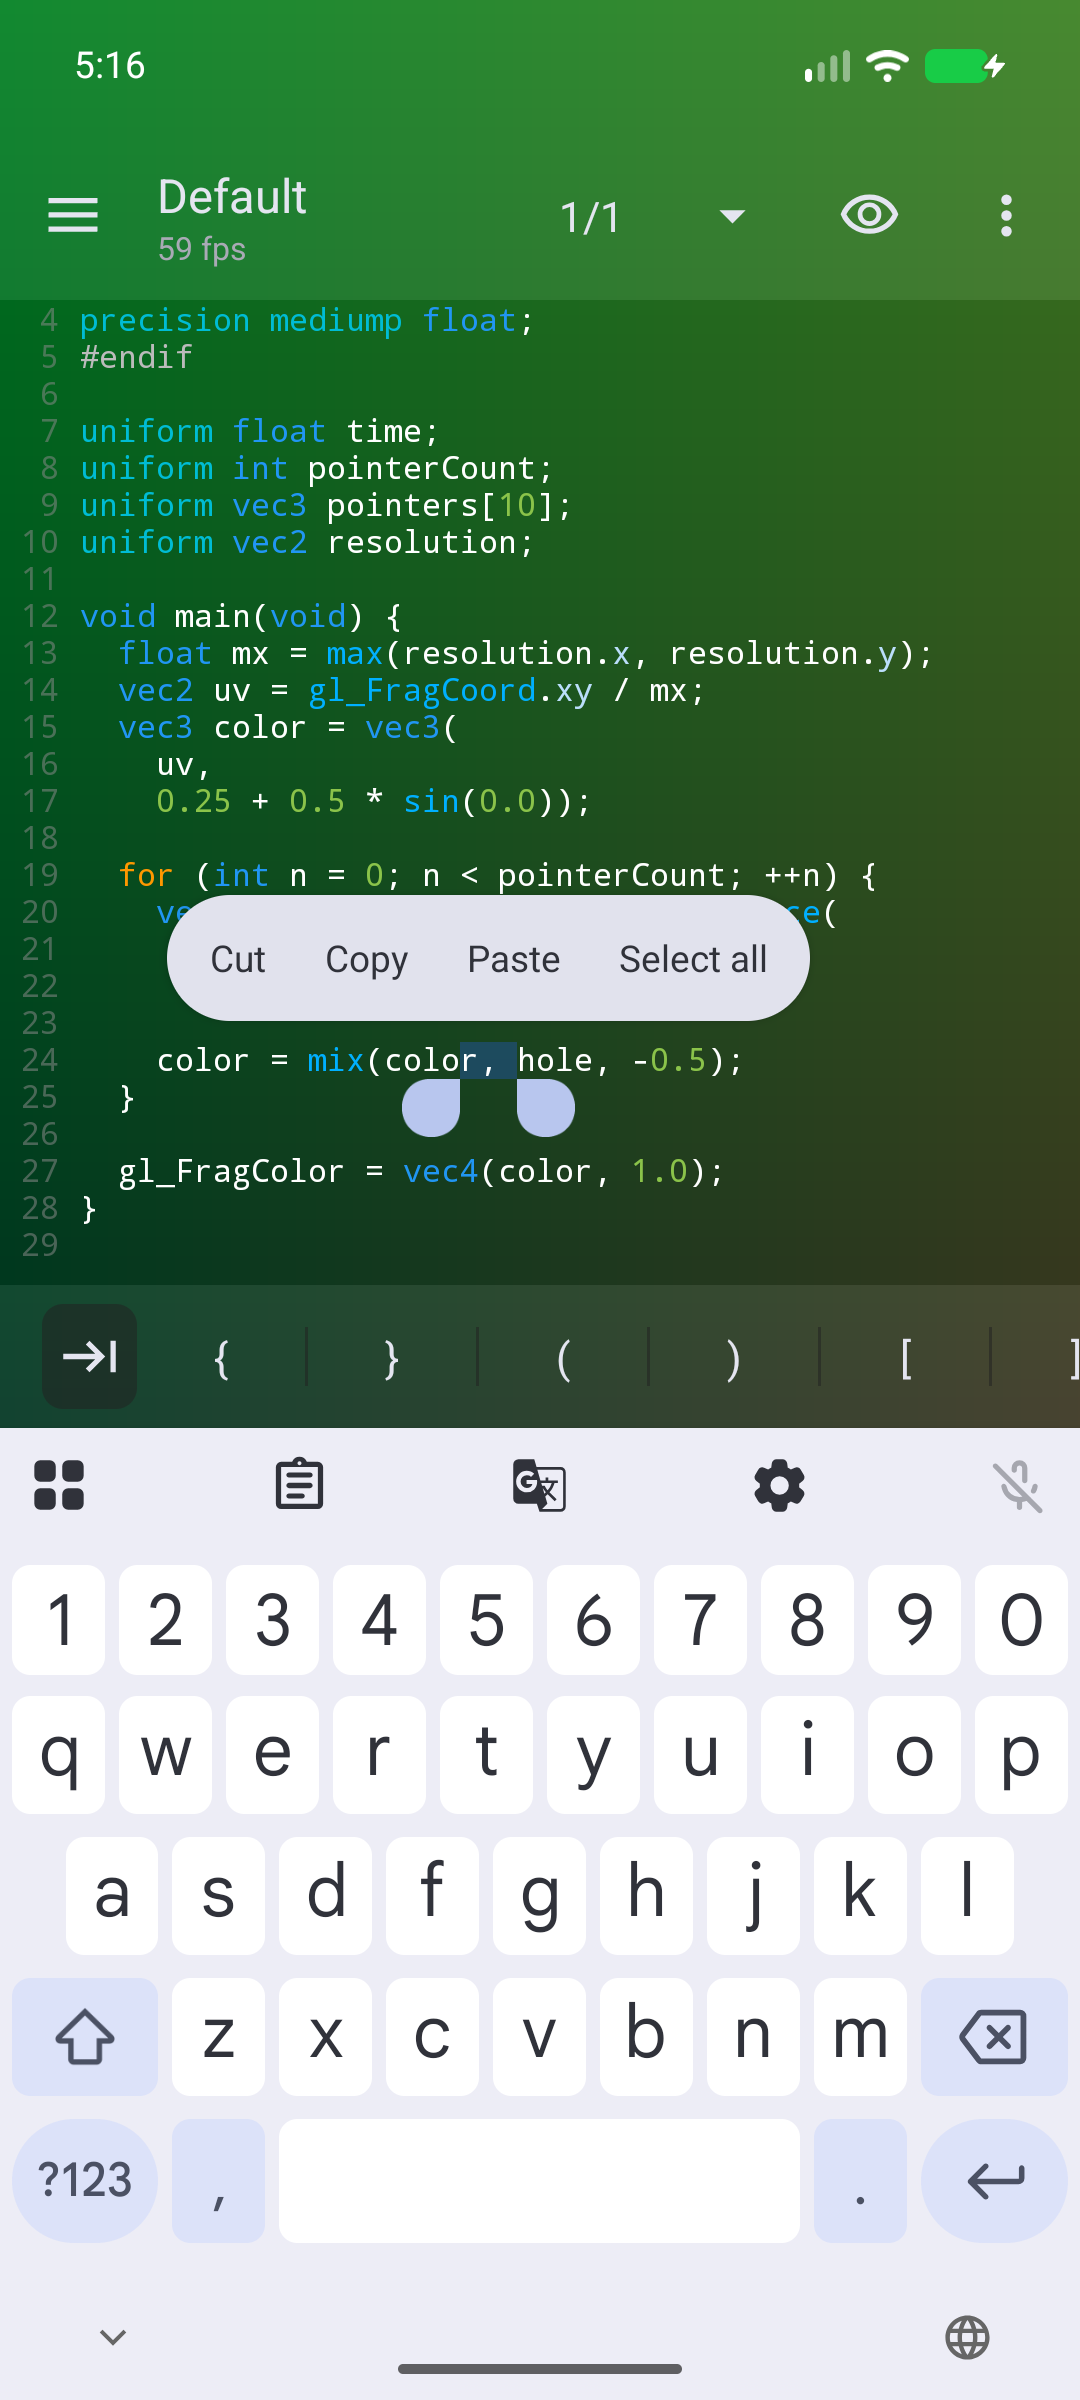 5:16
Default
59 fps
1/1
4 precision mediump float;
5 #endif
6
7 uniform float time;
8 uniform int pointerCount;
9 uniform vec3 pointers[10];
10 uniform vec2 resolution;
11
12 void main(void) {
13 float mx = max(resolution.x, resolution.y);
14 vec2 uv = gl_FragCoord.xy / mx;
15 vec3 color = vec3(
16 uv,
17 0.25 + 0.5 * sin(0.0));
18
19 for (int n = 0; n < pointerCount; ++n) {
20 ve ce(
21
Cut Copy Paste Select all
22
23
24 color = mix(color, hole, -0.5);
25 }
26
27 gl_FragColor = vec4(color, 1.0);
28 }
29
{ } ( ) [ ]
1 2 3 4 5 6 7 8 9 0
q w e r t y u i o p
a s d f g h j k l
z x c v b n m
?123 , .